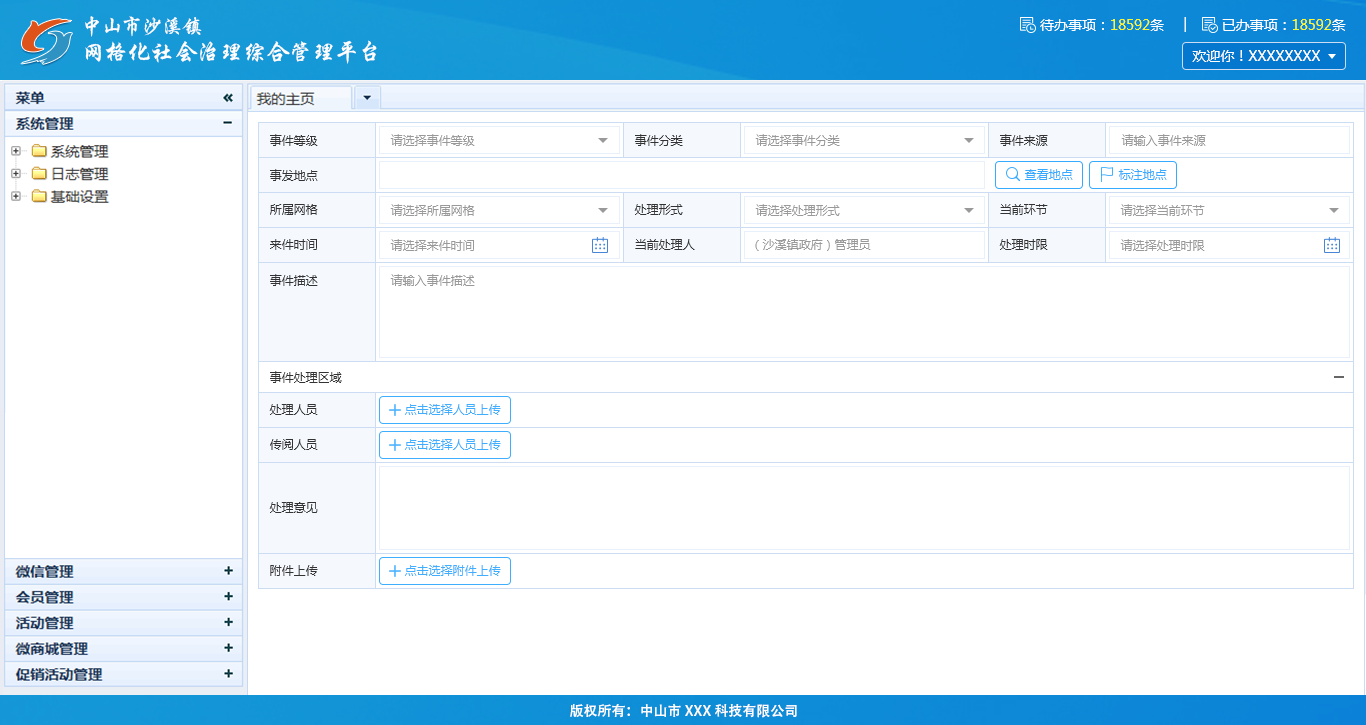 中山市沙溪镇
网格化社会治理综合管理平台
待办事项：18592条 | 已办事项：18592条
欢迎你！XXXXXXXX
菜单
系统管理
系统管理
日志管理
基础设置
微信管理
会员管理
活动管理
微商城管理
促销活动管理
我的主页
事件等级 请选择事件等级 事件分类 请选择事件分类 事件来源 请输入事件来源
事发地点 查看地点 标注地点
所属网格 请选择所属网格 处理形式 请选择处理形式 当前环节 请选择当前环节
来件时间 请选择来件时间 当前处理人 （沙溪镇政府）管理员 处理时限 请选择处理时限
事件描述 请输入事件描述
事件处理区域
处理人员 点击选择人员上传
传阅人员 点击选择人员上传
处理意见
附件上传 点击选择附件上传
版权所有：中山市 XXX 科技有限公司